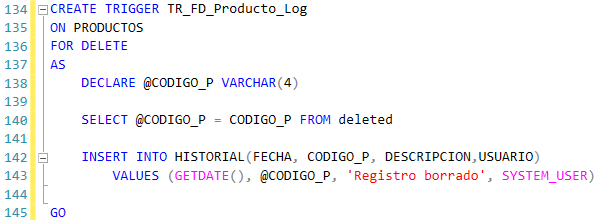 134 CREATE TRIGGER TR_FD_Producto_Log
135 ON PRODUCTOS
136 FOR DELETE
137 AS
138 DECLARE @CODIGO_P VARCHAR(4)
139
140 SELECT @CODIGO_P = CODIGO_P FROM deleted
141
142 INSERT INTO HISTORIAL(FECHA, CODIGO_P, DESCRIPCION,USUARIO)
143 VALUES (GETDATE(), @CODIGO_P, 'Registro borrado', SYSTEM_USER)
144
145 GO